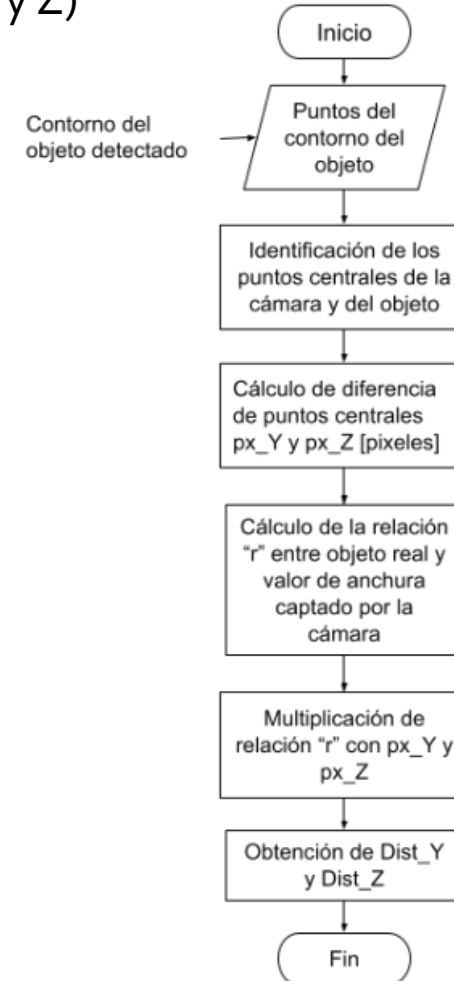 y Z)
Inicio
Contorno del
objeto detectado
Puntos del
contorno del
objeto
Identificación de los
puntos centrales de la
cámara y del objeto
Cálculo de diferencia
de puntos centrales
px_Y y px_Z [pixeles]
Cálculo de la relación
“r” entre objeto real y
valor de anchura
captado por la
cámara
Multiplicación de
relación “r” con px_Y y
px_Z
Obtención de Dist_Y
y Dist_Z
Fin